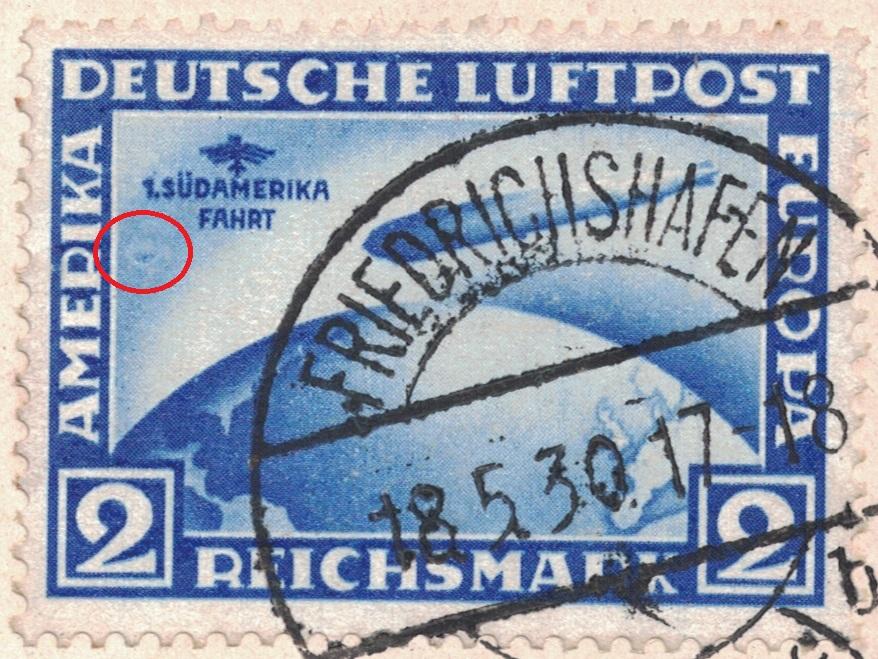 DEUTSCHE LUFTPOST
AMERIKA
EUROPA
1.SÜDAMERIKA
FAHRT
FRIEDRICHSHAFEN
18.5.30.17-18
b
2
REICHSMARK
2